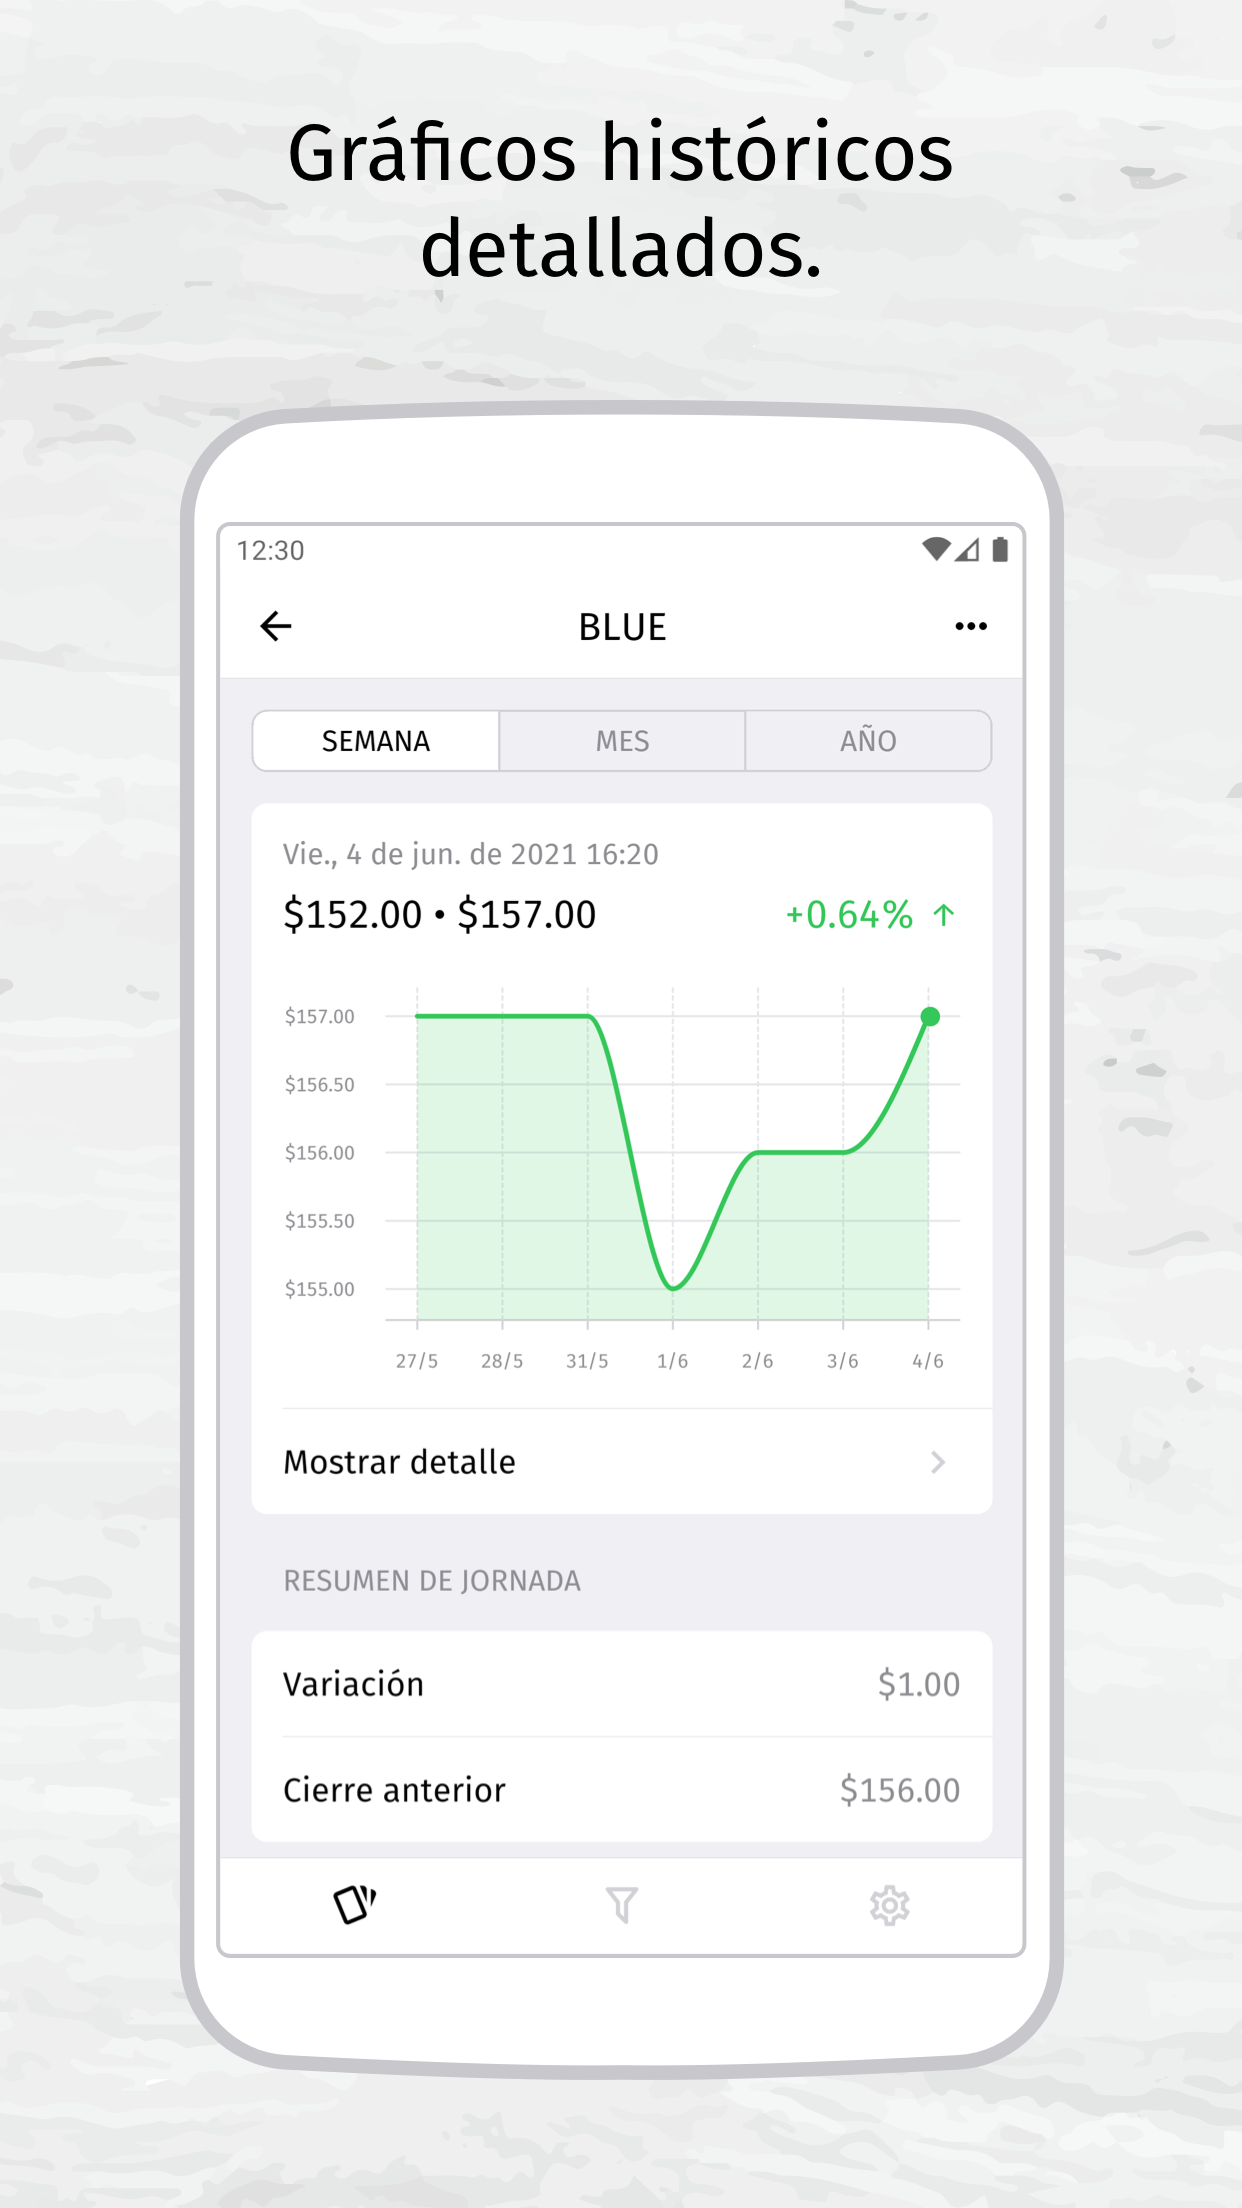 Gráficos históricos
detallados.
12:30
BLUE
SEMANA MES AÑO
Vie., 4 de jun. de 2021 16:20
$152.00 • $157.00 +0.64% ↑
$157.00
$156.50
$156.00
$155.50
$155.00
27/5 28/5 31/5 1/6 2/6 3/6 4/6
Mostrar detalle
RESUMEN DE JORNADA
Variación $1.00
Cierre anterior $156.00